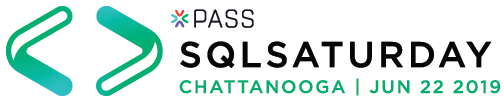 PASS
SQLSATURDAY
CHATTANOOGA | JUN 22 2019